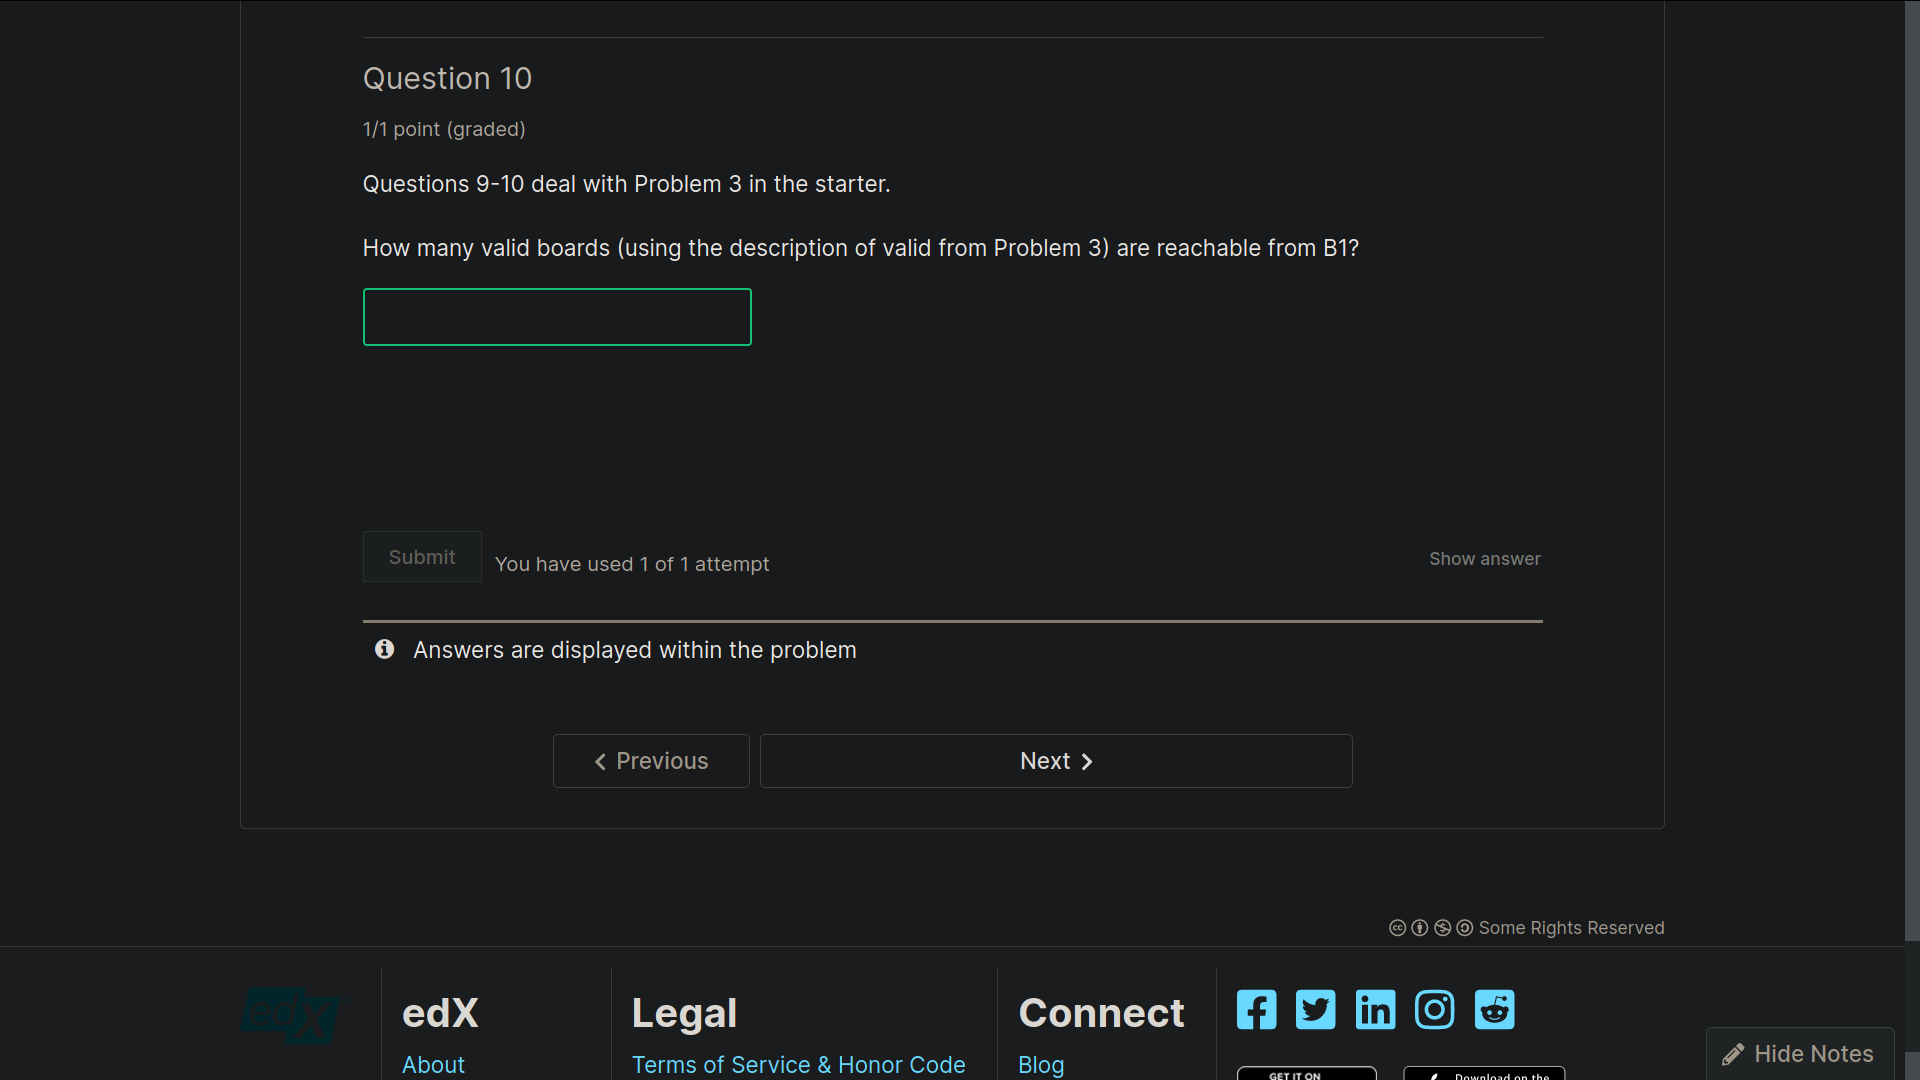 Question 10
1/1 point (graded)
Questions 9-10 deal with Problem 3 in the starter.
How many valid boards (using the description of valid from Problem 3) are reachable from B1?
Submit
You have used 1 of 1 attempt
Show answer
Answers are displayed within the problem
Previous
Next
Some Rights Reserved
edX
edX
Legal
Connect
About
Terms of Service & Honor Code
Blog
GET IT ON
Download on the
Hide Notes